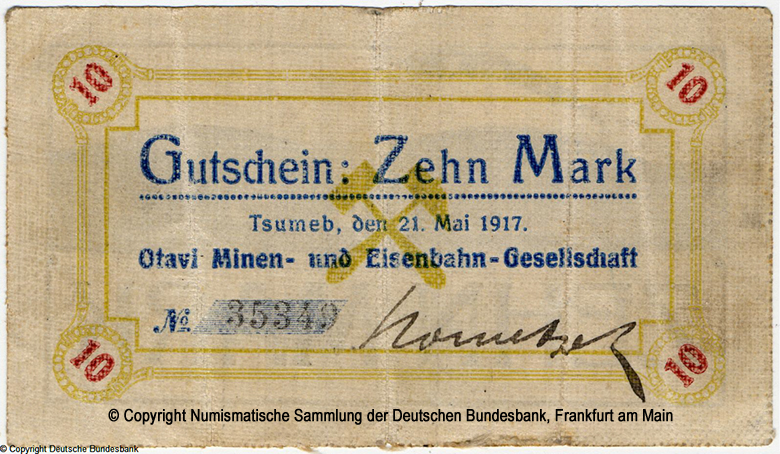 10 10
Gutschein: Zehn Mark
Tsumeb, den 21. Mai 1917.
Otavi Minen- und Eisenbahn-Gesellschaft
No 35349
10 10
© Copyright Numismatische Sammlung der Deutschen Bundesbank, Frankfurt am Main
© Copyright Deutsche Bundesbank